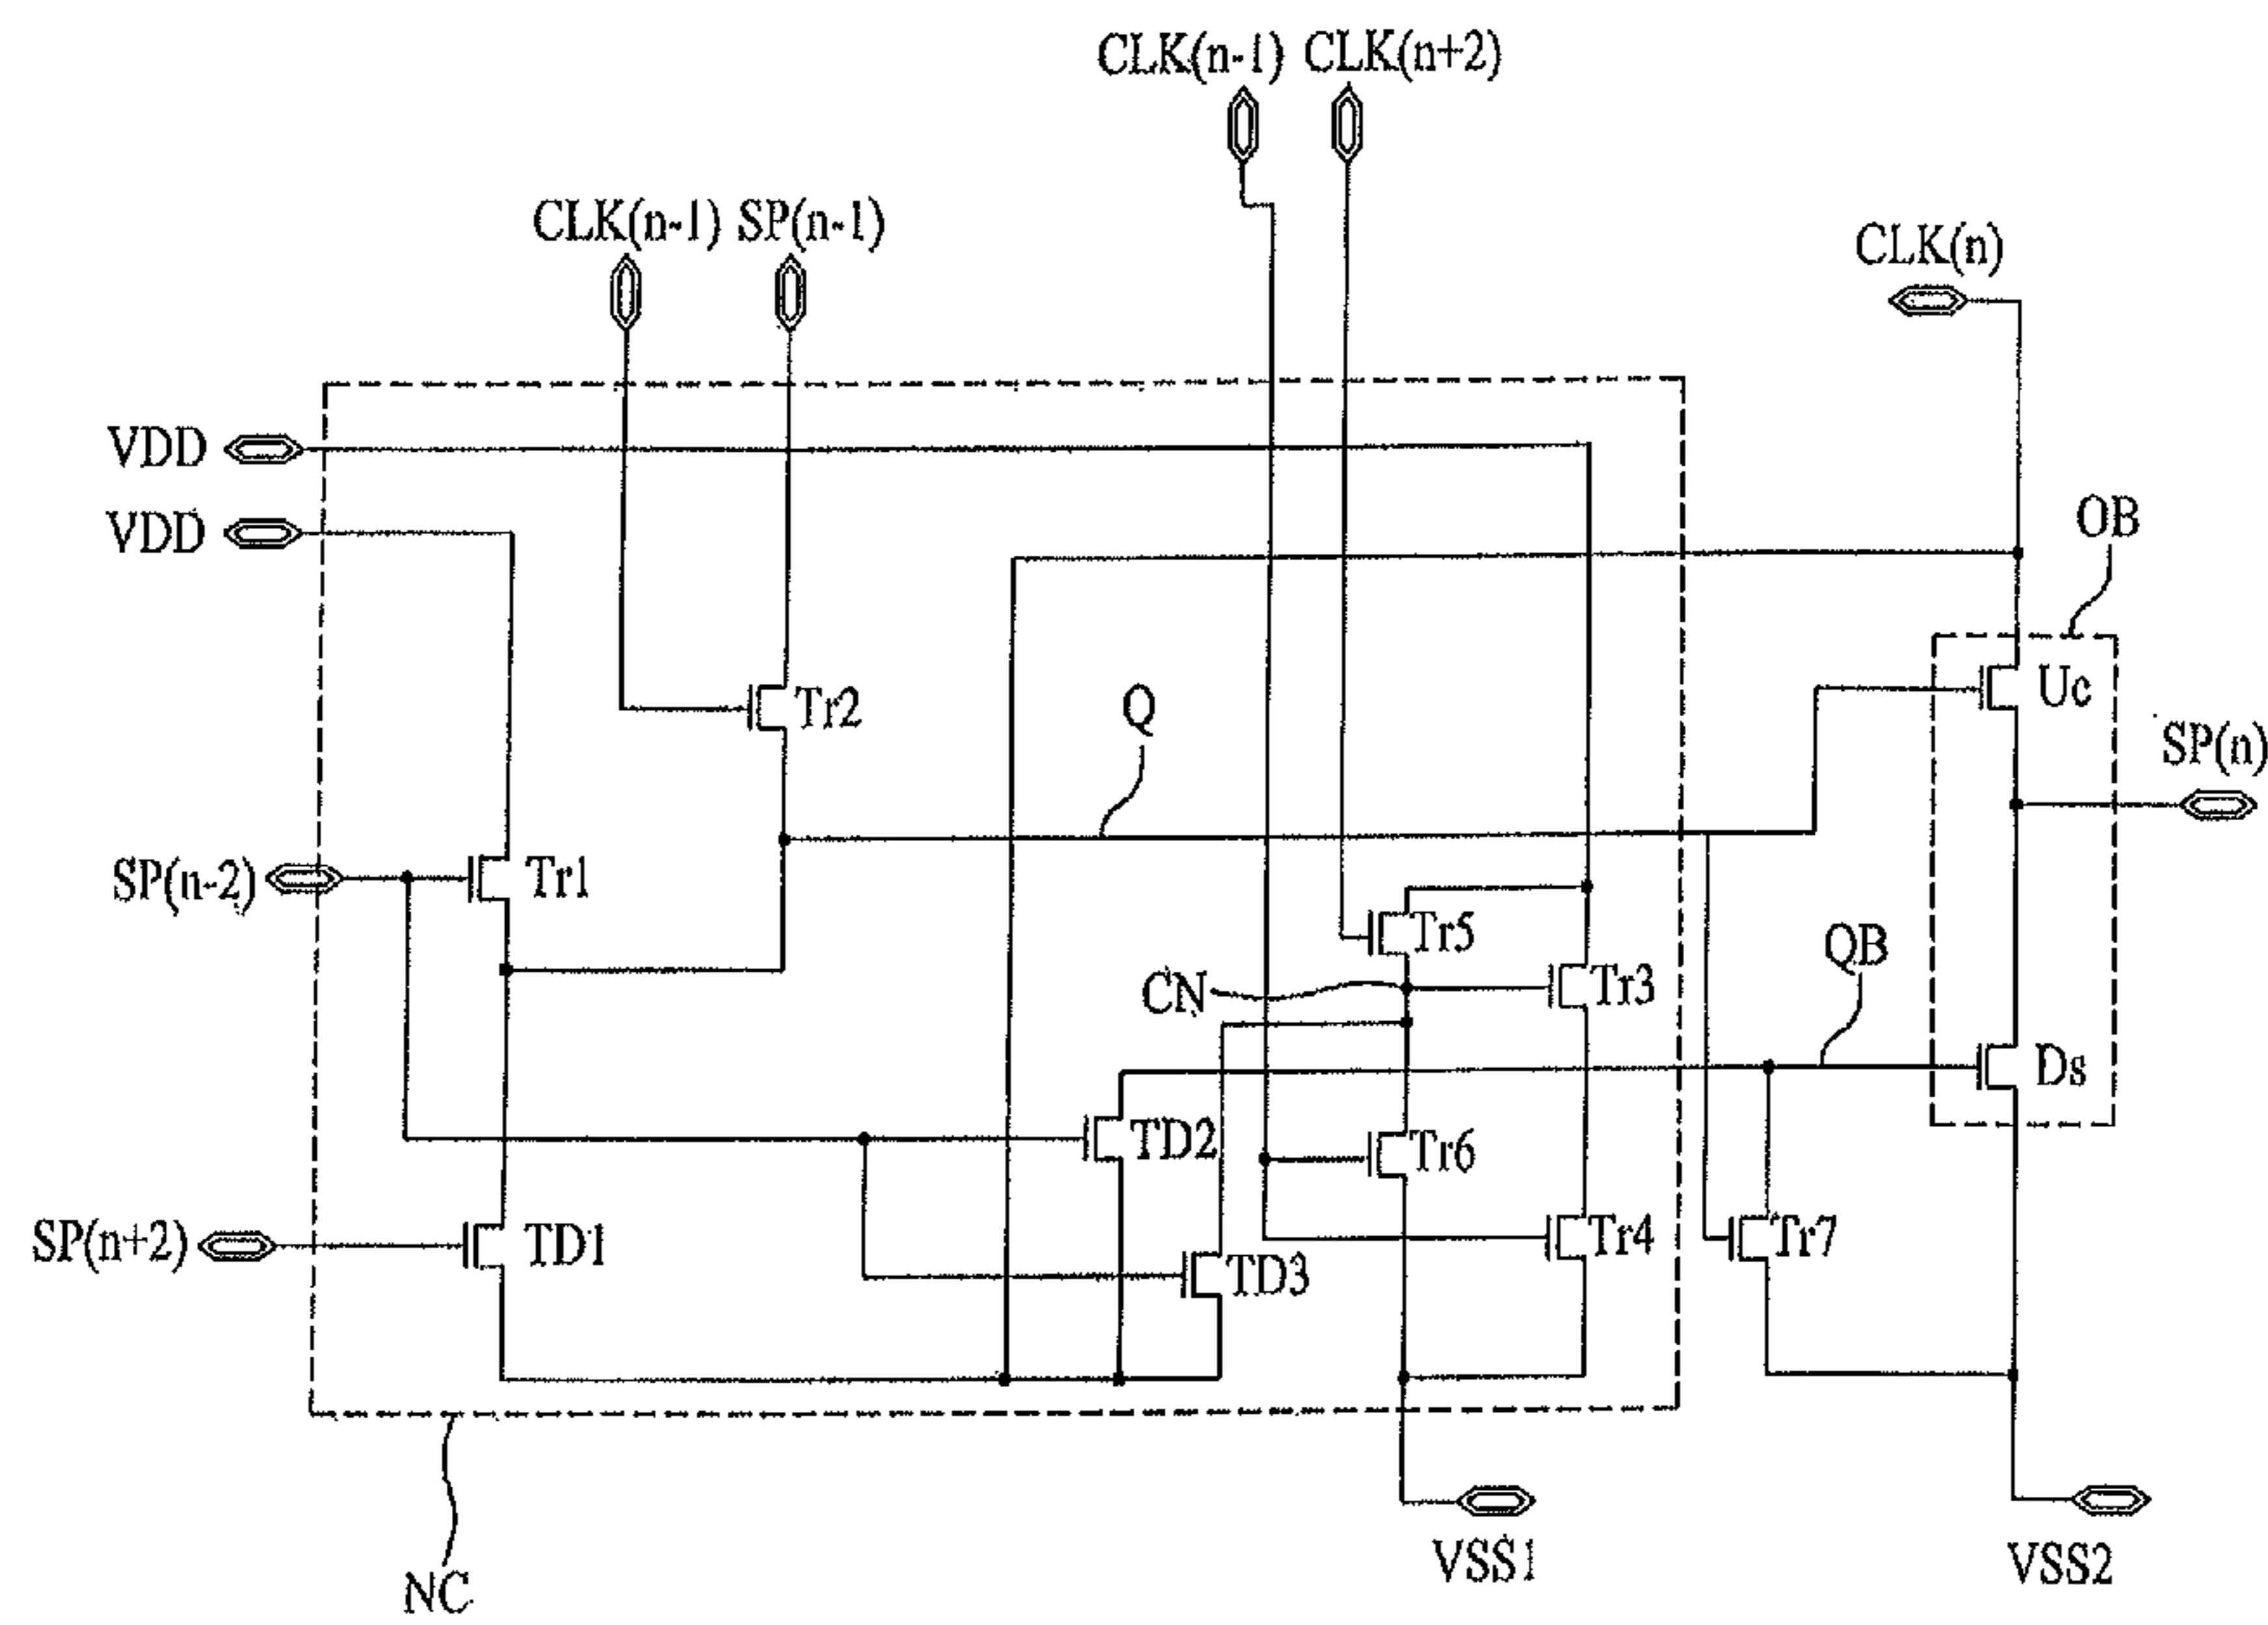 CLK(n-1) CLK(n+2)
CLK(n-1) SP(n-1)
CLK(n)
VDD
VDD
OB
Uc
Tr2
Q
SP(n)
SP(n-2)
Tr1
Tr5
QB
CN
Tr3
Ds
TD2
Tr6
SP(n+2)
TD1
TD3
Tr4
Tr7
VSS1
VSS2
NC